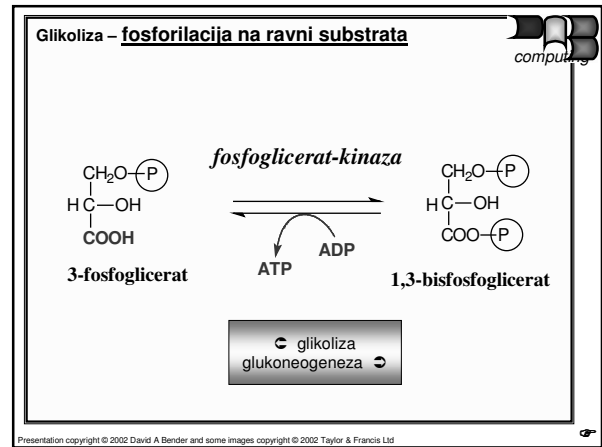 Glikoliza – fosforilacija na ravni substrata
computing
fosfoglicerat-kinaza
CH₂O–P
H C–OH
COOH
3-fosfoglicerat
ATP
ADP
CH₂O–P
H C–OH
COO–P
1,3-bisfosfoglicerat
➲ glikoliza
glukoneogeneza ➲
Presentation copyright © 2002 David A Bender and some images copyright © 2002 Taylor & Francis Ltd